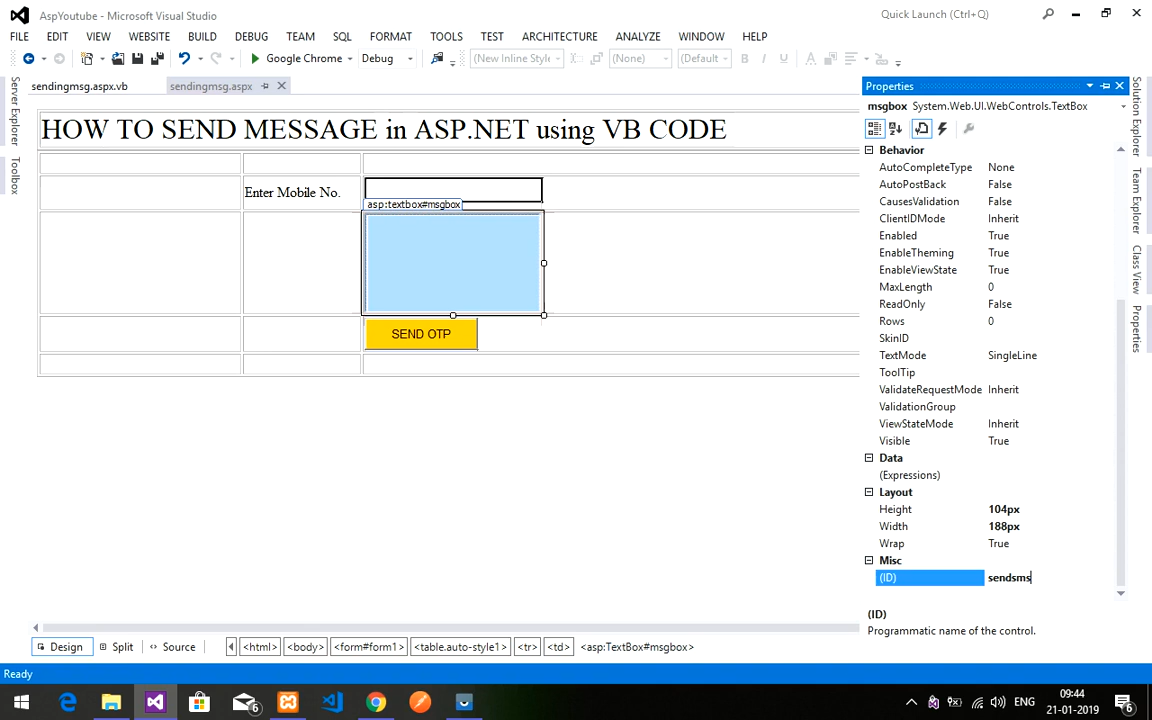 AspYoutube - Microsoft Visual Studio
Quick Launch (Ctrl+Q)
FILE EDIT VIEW WEBSITE BUILD DEBUG TEAM SQL FORMAT TOOLS TEST ARCHITECTURE ANALYZE WINDOW HELP
Google Chrome Debug (New Inline Style (None) (Default B I U A
sendingmsg.aspx.vb sendingmsg.aspx
Server Explorer
Toolbox
HOW TO SEND MESSAGE in ASP.NET using VB CODE
Enter Mobile No.
asp:textbox#msgbox
SEND OTP
Properties
msgbox System.Web.UI.WebControls.TextBox
Behavior
AutoCompleteType None
AutoPostBack False
CausesValidation False
ClientIDMode Inherit
Enabled True
EnableTheming True
EnableViewState True
MaxLength 0
ReadOnly False
Rows 0
SkinID
TextMode SingleLine
ToolTip
ValidateRequestMode Inherit
ValidationGroup
ViewStateMode Inherit
Visible True
Data
(Expressions)
Layout
Height 104px
Width 188px
Wrap True
Misc
(ID) sendsms
(ID)
Programmatic name of the control.
Solution Explorer
Team Explorer
Class View
Properties
Design Split Source <html> <body> <form#form1> <table.auto-style1> <tr> <td> <asp:TextBox#msgbox>
Ready
6
ENG
09:44
21-01-2019
6